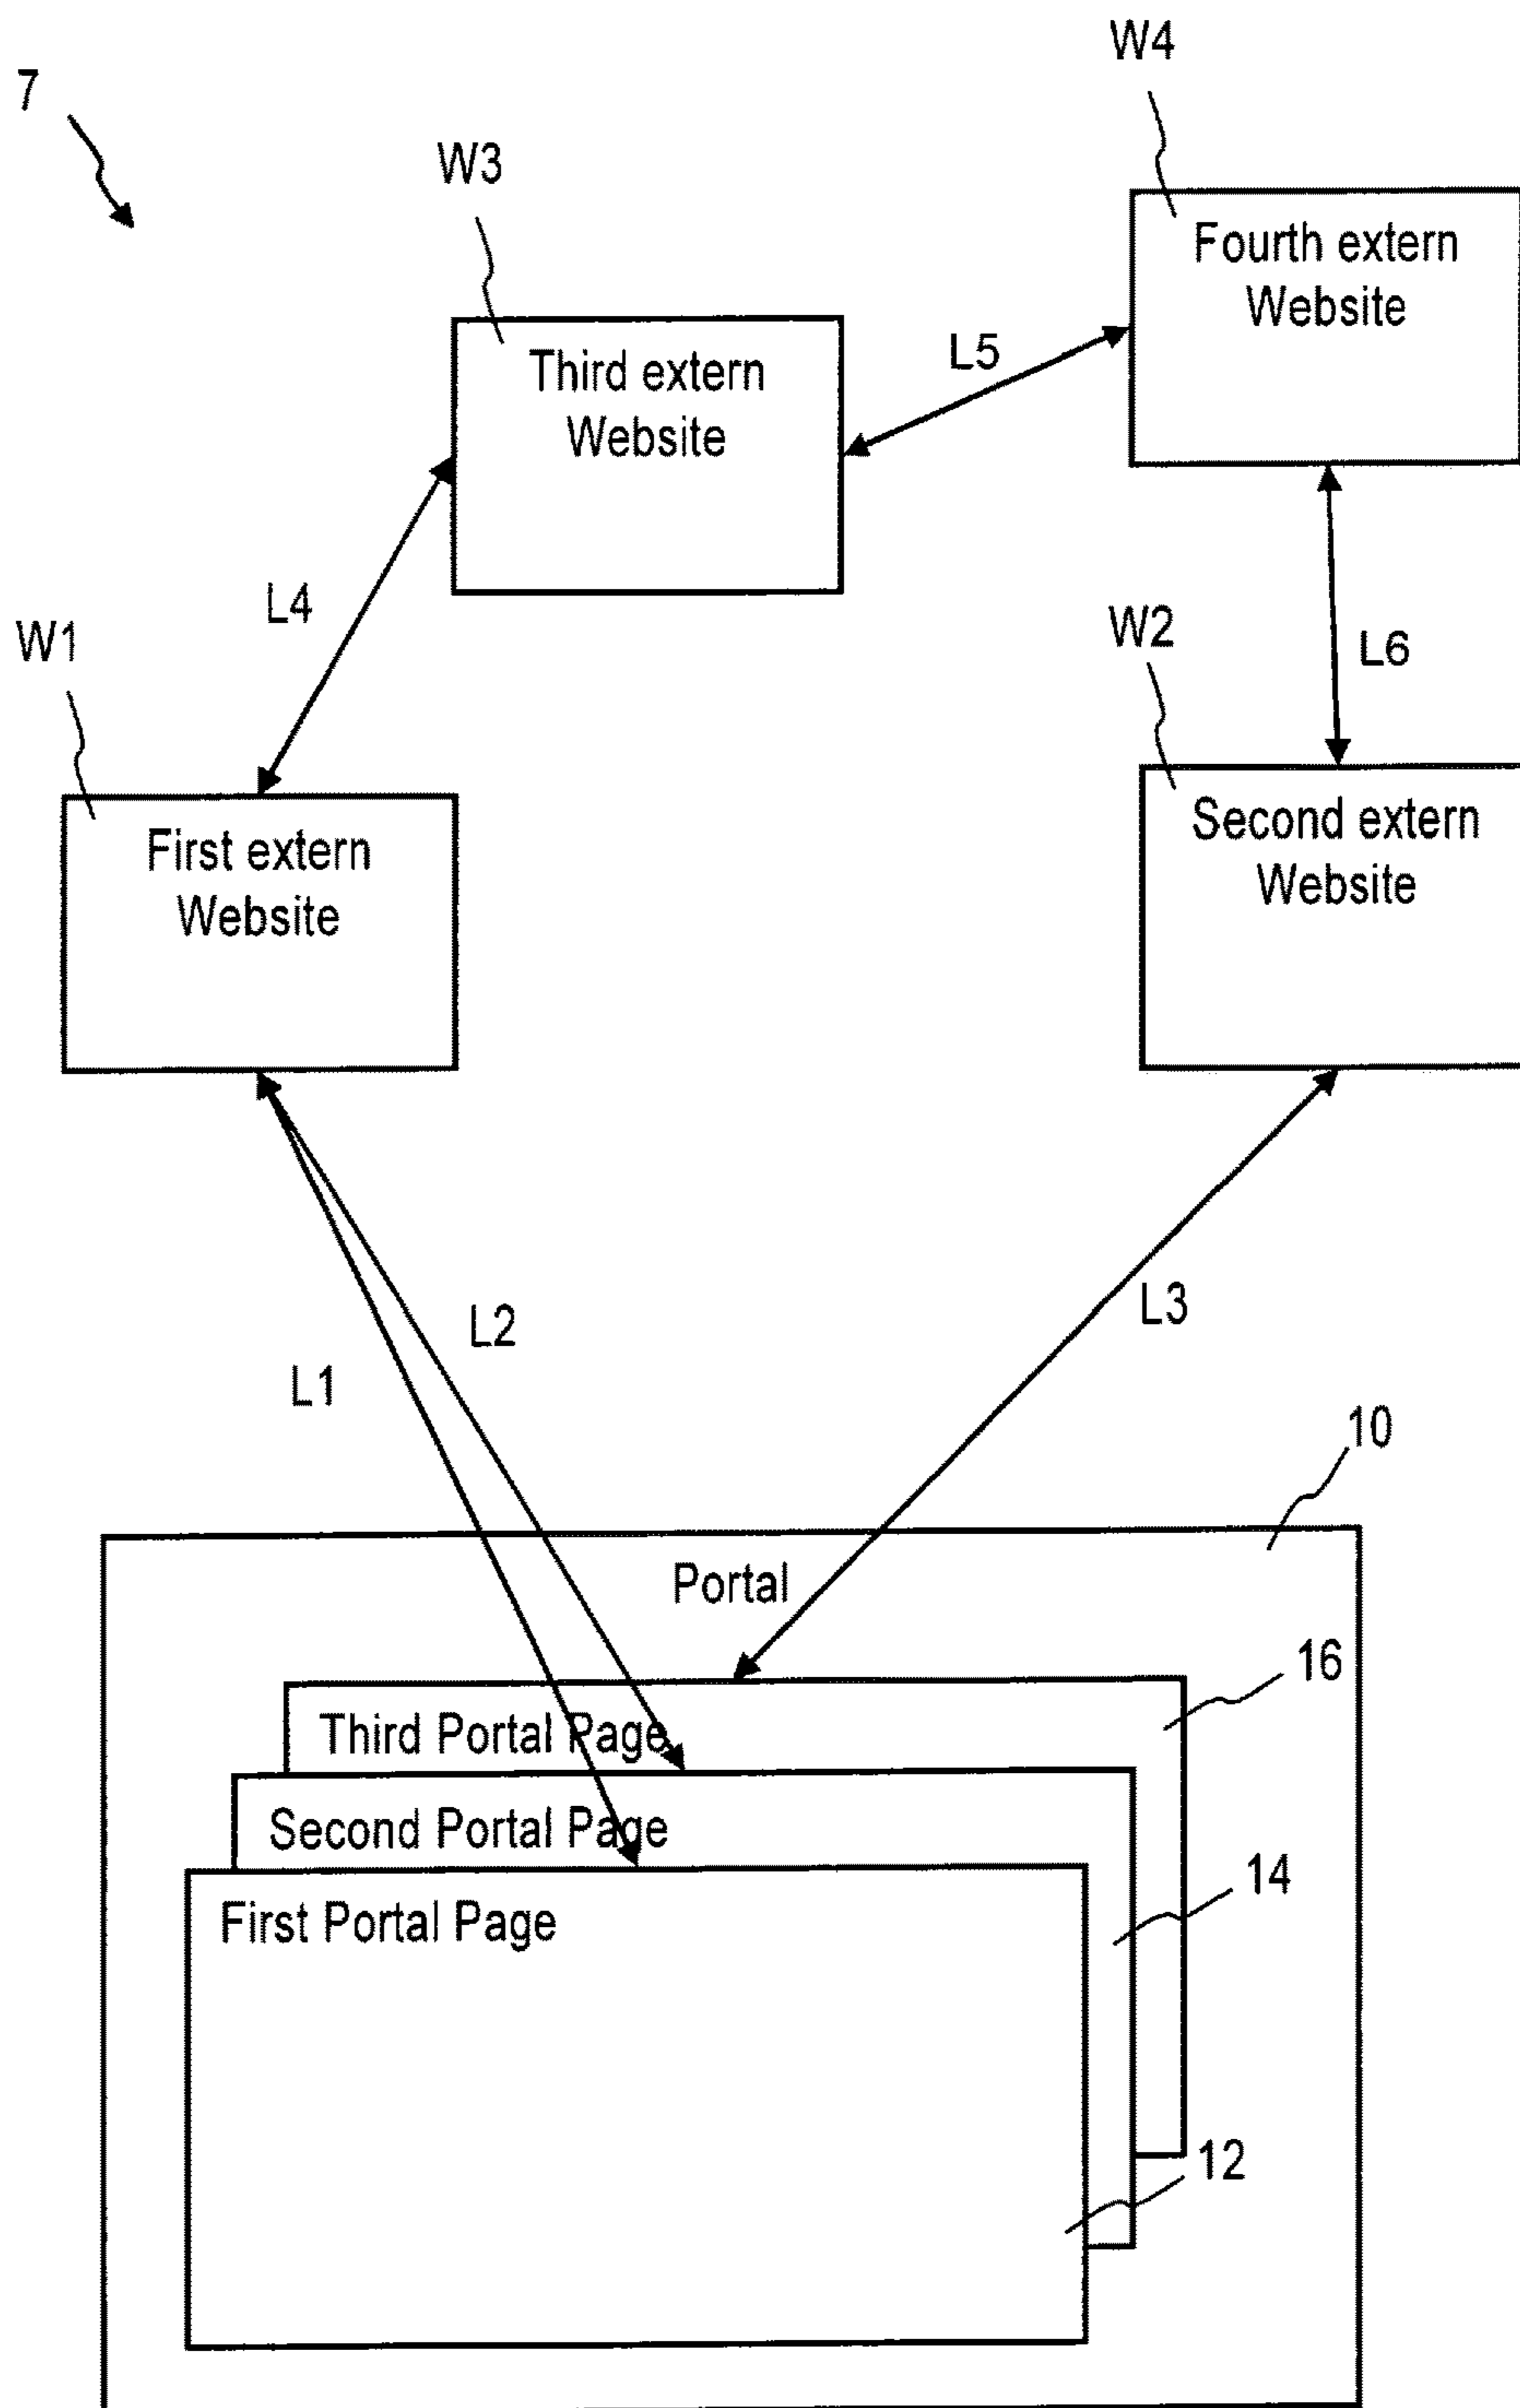 W4
7
W3
Fourth extern
Website
L5
Third extern
Website
L4
W1
W2
L6
First extern
Website
Second extern
Website
L3
L2
L1
10
Portal
16
Third Portal Page
Second Portal Page
14
First Portal Page
12